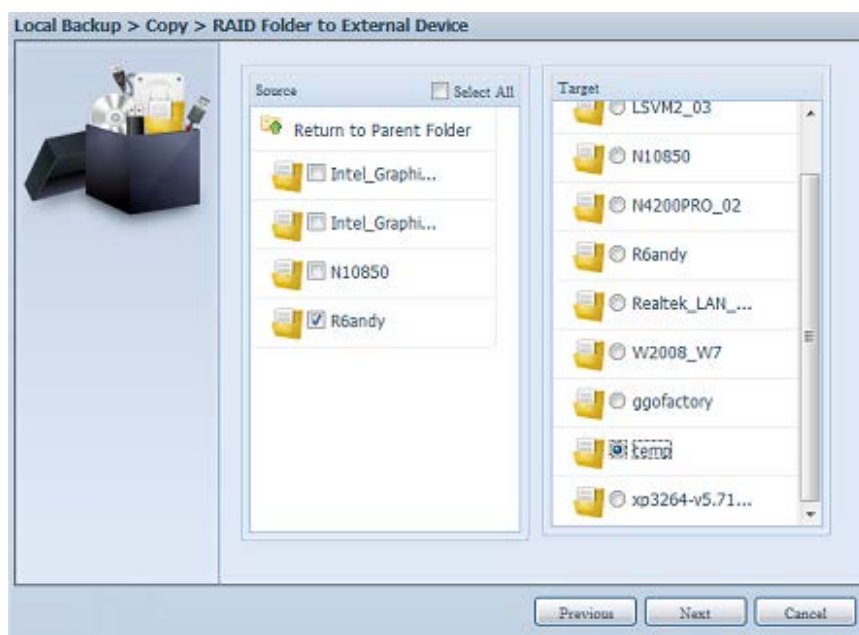 Local Backup > Copy > RAID Folder to External Device
Source
Select All
Return to Parent Folder
Intel_Graphi...
Intel_Graphi...
N10850
R6andy
Target
LSVM2_03
N10850
N4200PRO_02
R6andy
Realtek_LAN_...
W2008_W7
ggofactory
temp
xp3264-v5.71...
Previous
Next
Cancel